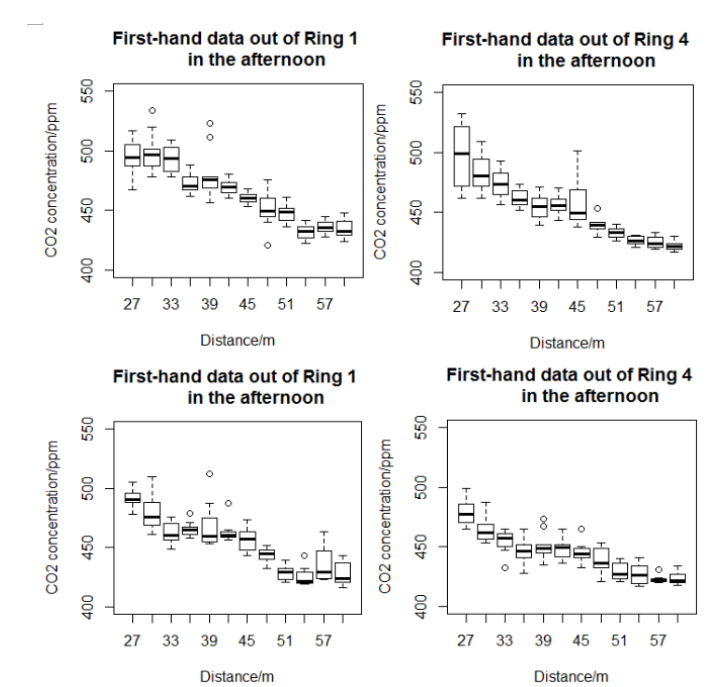 First-hand data out of Ring 1
in the afternoon
CO2 concentration/ppm
550
500
450
400
27 33 39 45 51 57
Distance/m
First-hand data out of Ring 4
in the afternoon
CO2 concentration/ppm
550
500
450
400
27 33 39 45 51 57
Distance/m
First-hand data out of Ring 1
in the afternoon
CO2 concentration/ppm
550
500
450
400
27 33 39 45 51 57
Distance/m
First-hand data out of Ring 4
in the afternoon
CO2 concentration/ppm
550
500
450
400
27 33 39 45 51 57
Distance/m